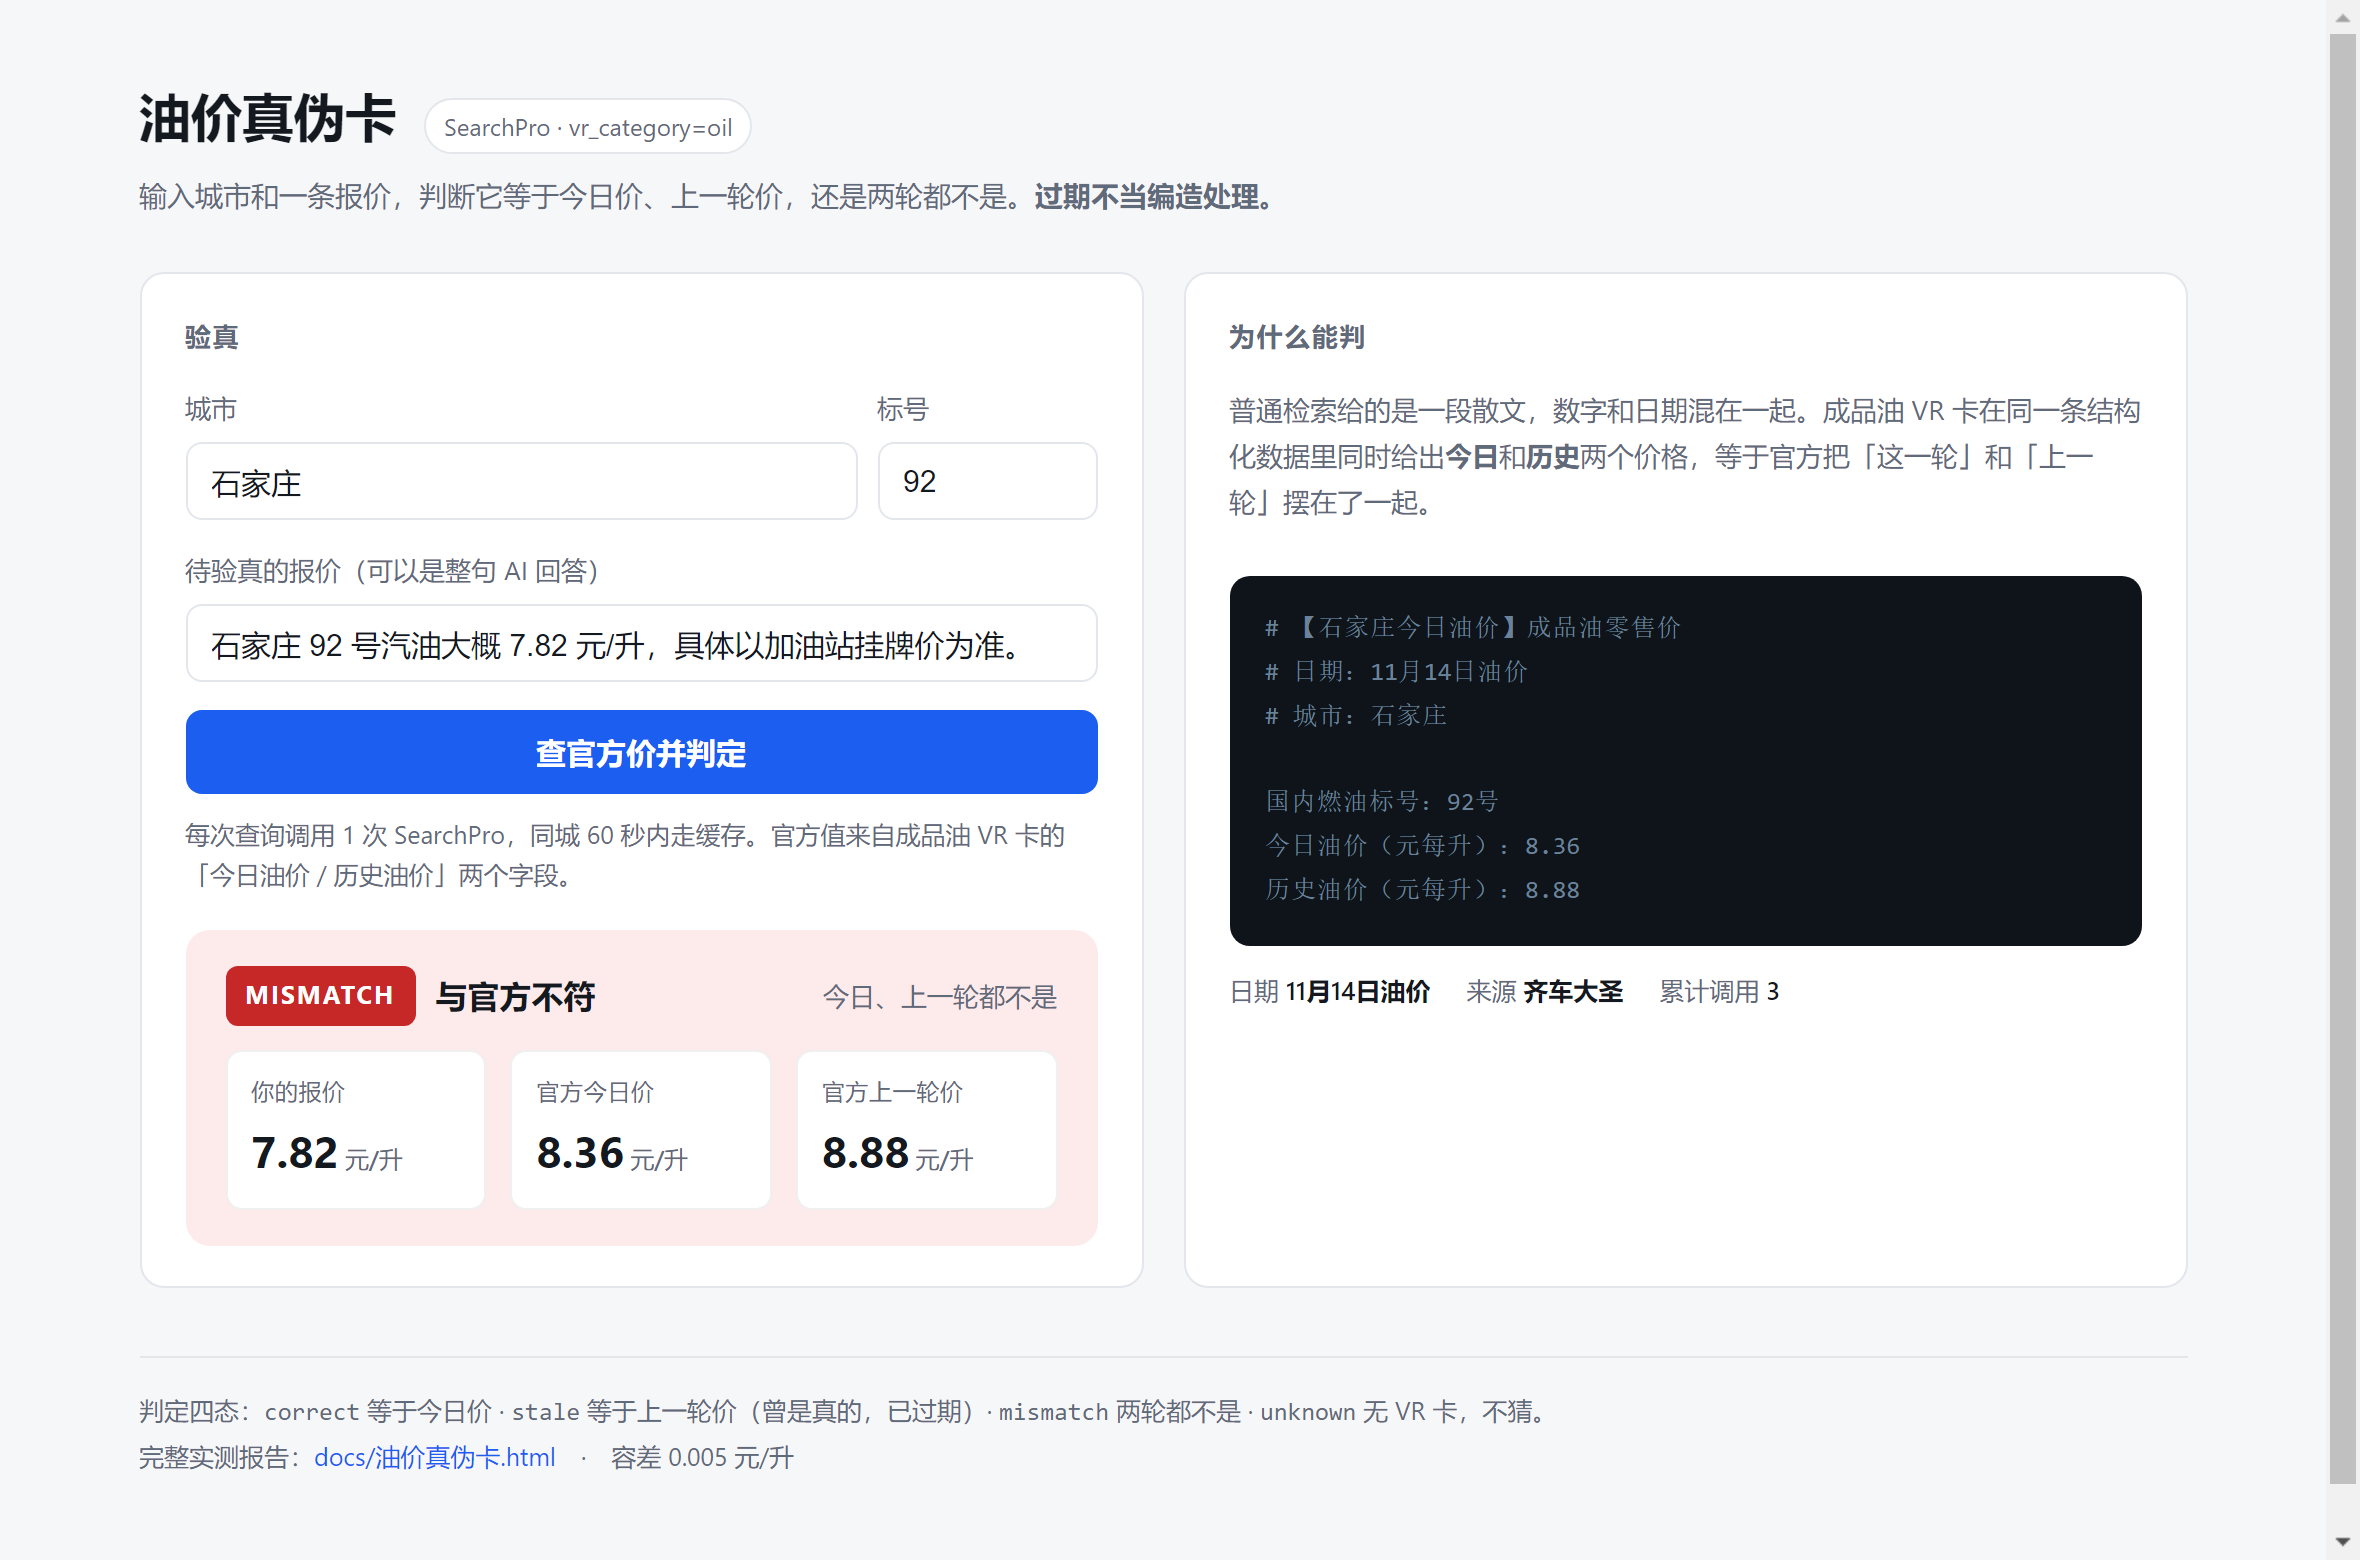 油价真伪卡
SearchPro · vr_category=oil
输入城市和一条报价，判断它等于今日价、上一轮价，还是两轮都不是。过期不当编造处理。
验真
城市
标号
石家庄
92
待验真的报价（可以是整句 AI 回答）
石家庄 92 号汽油大概 7.82 元/升，具体以加油站挂牌价为准。
查官方价并判定
每次查询调用 1 次 SearchPro，同城 60 秒内走缓存。官方值来自成品油 VR 卡的
「今日油价 / 历史油价」两个字段。
MISMATCH 与官方不符 今日、上一轮都不是
你的报价
7.82 元/升
官方今日价
8.36 元/升
官方上一轮价
8.88 元/升
为什么能判
普通检索给的是一段散文，数字和日期混在一起。成品油 VR 卡在同一条结构
化数据里同时给出今日和历史两个价格，等于官方把「这一轮」和「上一
轮」摆在了一起。
# 【石家庄今日油价】成品油零售价
# 日期：11月14日油价
# 城市：石家庄
国内燃油标号：92号
今日油价（元每升）：8.36
历史油价（元每升）：8.88
日期 11月14日油价 来源 齐车大圣 累计调用 3
判定四态：correct 等于今日价 · stale 等于上一轮价（曾是真的，已过期）· mismatch 两轮都不是 · unknown 无 VR 卡，不猜。
完整实测报告：docs/油价真伪卡.html · 容差 0.005 元/升